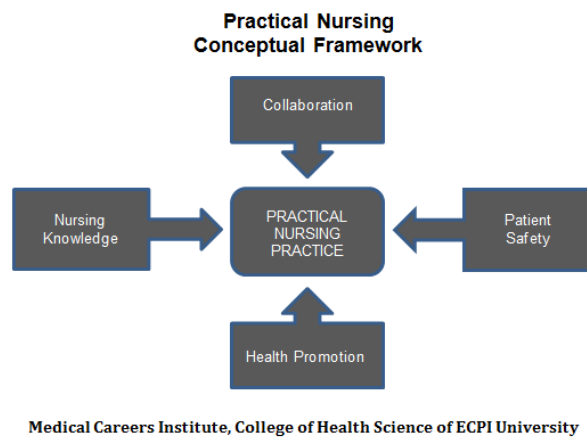 Practical Nursing
Conceptual Framework
Collaboration
Nursing
Knowledge
PRACTICAL
NURSING
PRACTICE
Patient
Safety
Health Promotion
Medical Careers Institute, College of Health Science of ECPI University